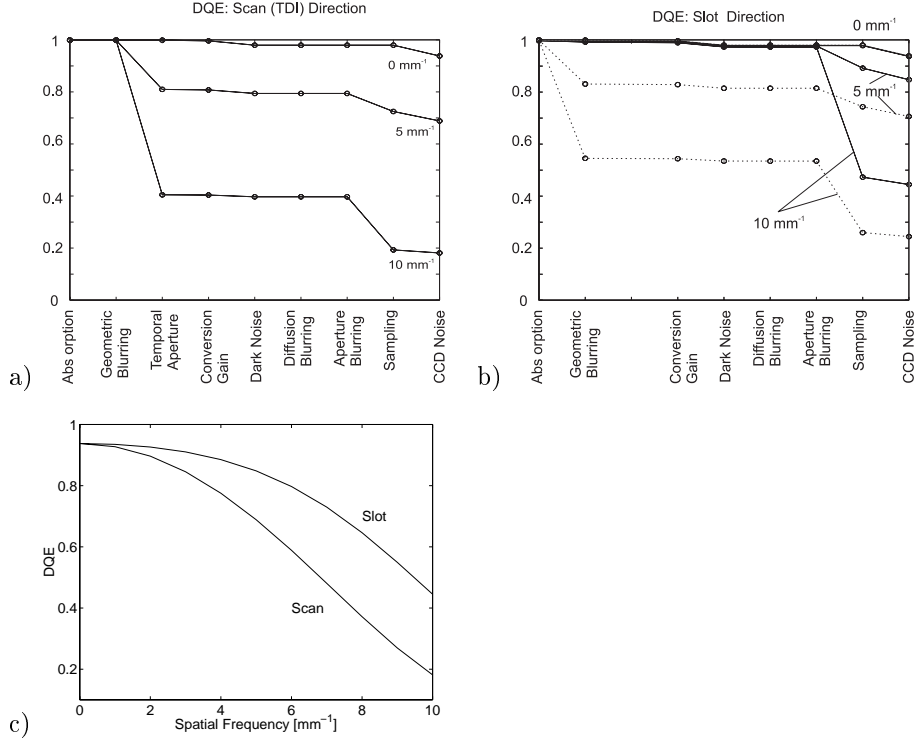 DQE: Scan (TDI) Direction
1
0.8
0.6
0.4
0.2
0
0 mm⁻¹
5 mm⁻¹
10 mm⁻¹
Abs orption
Geometric
Blurring
Temporal
Aperture
Conversion
Gain
Dark Noise
Diffusion
Blurring
Aperture
Blurring
Sampling
CCD Noise
a)
DQE: Slot Direction
1
0.8
0.6
0.4
0.2
0
0 mm⁻¹
5 mm⁻¹
10 mm⁻¹
Abs orption
Geometric
Blurring
Conversion
Gain
Dark Noise
Diffusion
Blurring
Aperture
Blurring
Sampling
CCD Noise
b)
1
0.8
0.6
0.4
0.2
DQE
Slot
Scan
0 2 4 6 8 10
Spatial Frequency [mm⁻¹]
c)